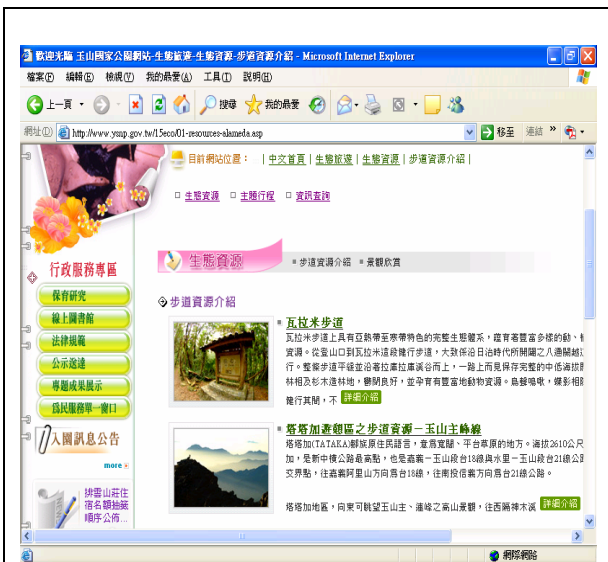 歡迎光臨 玉山國家公園網站-生態旅遊-生態資源-步道資源介紹 - Microsoft Internet Explorer
檔案(F) 編輯(E) 檢視(V) 我的最愛(A) 工具(T) 說明(H)
上一頁 搜尋 我的最愛
網址(D) http://www.ysnp.gov.tw/15eco/01-resources-alameda.asp 移至 連結 »
目前網站位置： | 中文首頁 | 生態旅遊 | 生態資源 | 步道資源介紹 |
生態資源 主題行程 資訊查詢
生態資源 步道資源介紹 景觀欣賞
行政服務專區
保育研究
線上圖書館
法律規範
公示送達
專題成果展示
為民服務單一窗口
入園訊息公告
more
排雲山莊住
宿名額抽籤
順序公佈...
步道資源介紹
瓦拉米步道
瓦拉米步道上具有亞熱帶至寒帶特色的完整生態體系，蘊育著豐富多樣的動、
資源。從登山口到瓦拉米這段健行步道，大致係沿日治時代所開闢之八通關越
行。整條步道平緩並沿著拉庫拉庫溪谷而上，一路上而見保存完整的中低海拔
林相及杉木造林地，鬱閉良好，並孕育有豐富地動物資源。鳥聲鳴啾，蝶影相
健行其間，不 詳細介紹
塔塔加遊憩區之步道資源－玉山主峰線
塔塔加(TATAKA)鄒族原住民語言，意為寬闊、平台草原的地方。海拔2610公尺
加，是新中橫公路最高點，也是嘉義－玉山段台18線與水里－玉山段台21線公
交界點，往嘉義阿里山方向為台18線，往南投信義方向為台21線公路。
塔塔加地區，向東可眺望玉山主、連峰之高山景觀，往西隔神木溪 詳細介紹
網際網路